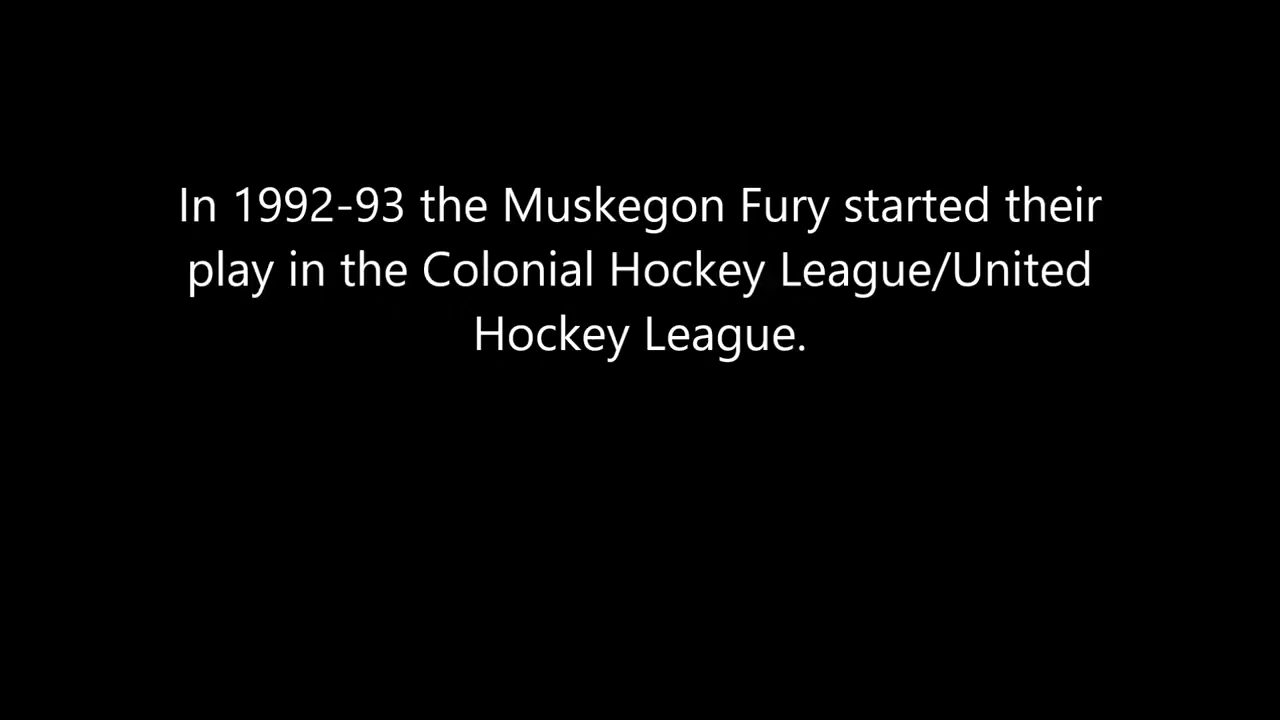 In 1992-93 the Muskegon Fury started their
play in the Colonial Hockey League/United
Hockey League.